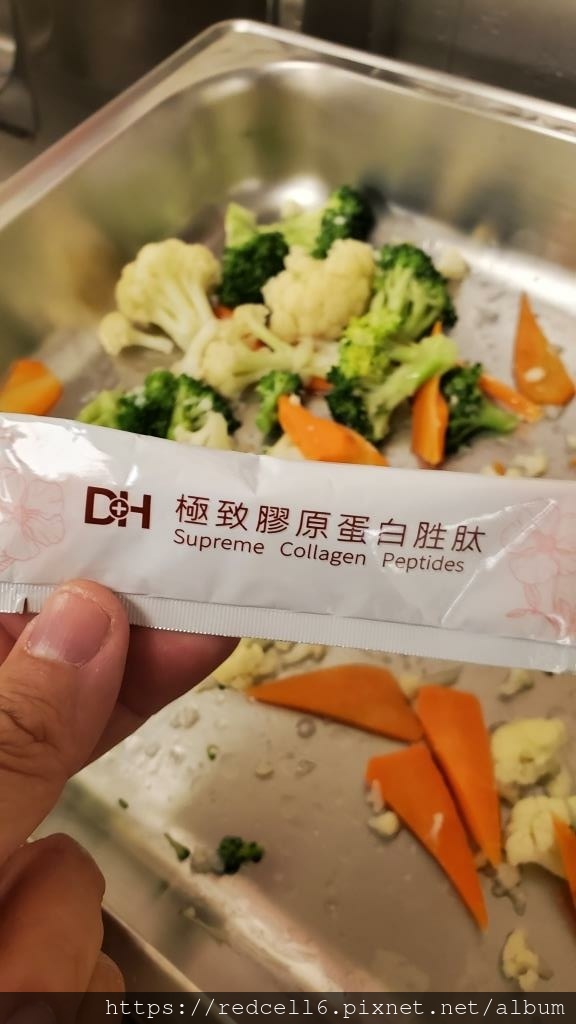 DH 極致膠原蛋白胜肽
Supreme Collagen Peptides
https://redcell6.pixnet.net/album